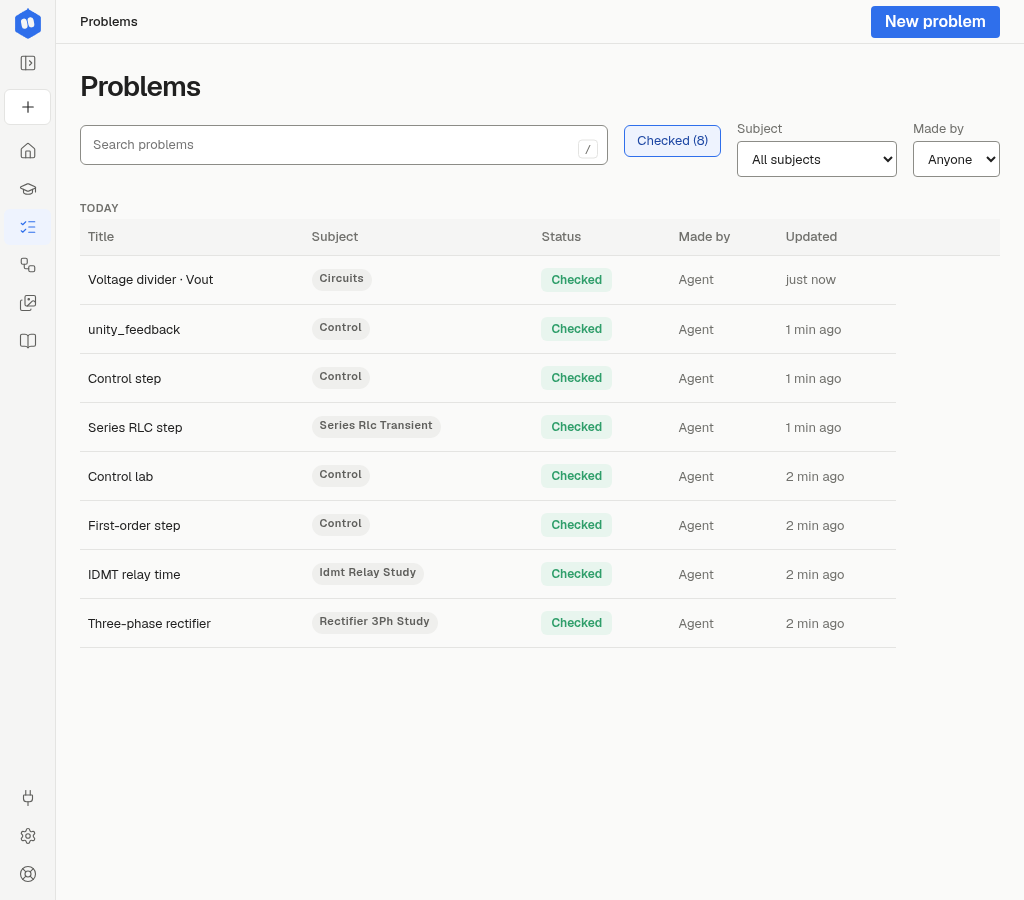 Problems
New problem
Problems
Search problems
/
Checked (8)
Subject
All subjects
Made by
Anyone
TODAY
Title Subject Status Made by Updated
Voltage divider · Vout Circuits Checked Agent just now
unity_feedback Control Checked Agent 1 min ago
Control step Control Checked Agent 1 min ago
Series RLC step Series Rlc Transient Checked Agent 1 min ago
Control lab Control Checked Agent 2 min ago
First-order step Control Checked Agent 2 min ago
IDMT relay time Idmt Relay Study Checked Agent 2 min ago
Three-phase rectifier Rectifier 3Ph Study Checked Agent 2 min ago